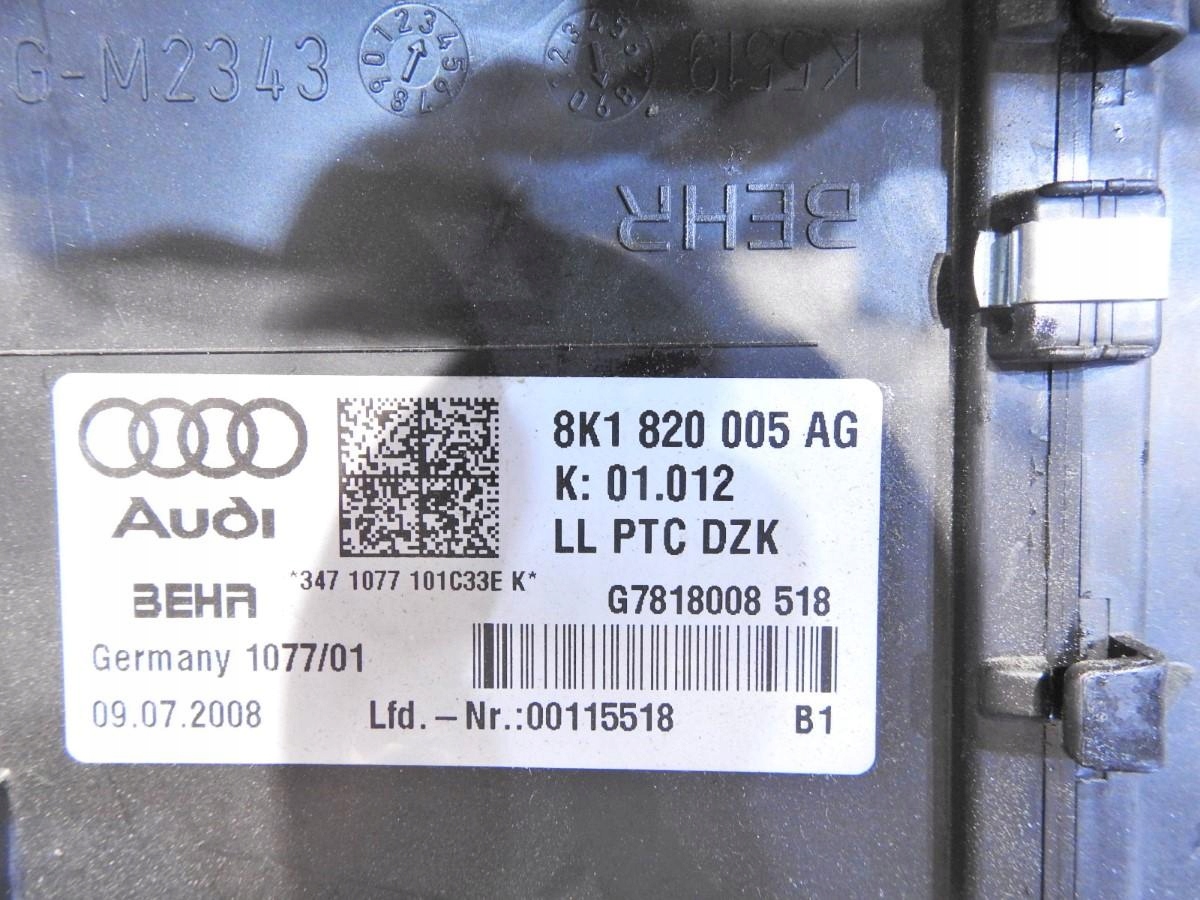 G-M2343
K5519
BEHR
Audi
8K1 820 005 AG
K: 01.012
LL PTC DZK
*347 1077 101C33E K*
BEHR
G7818008 518
Germany 1077/01
09.07.2008
Lfd.-Nr.:00115518
B1